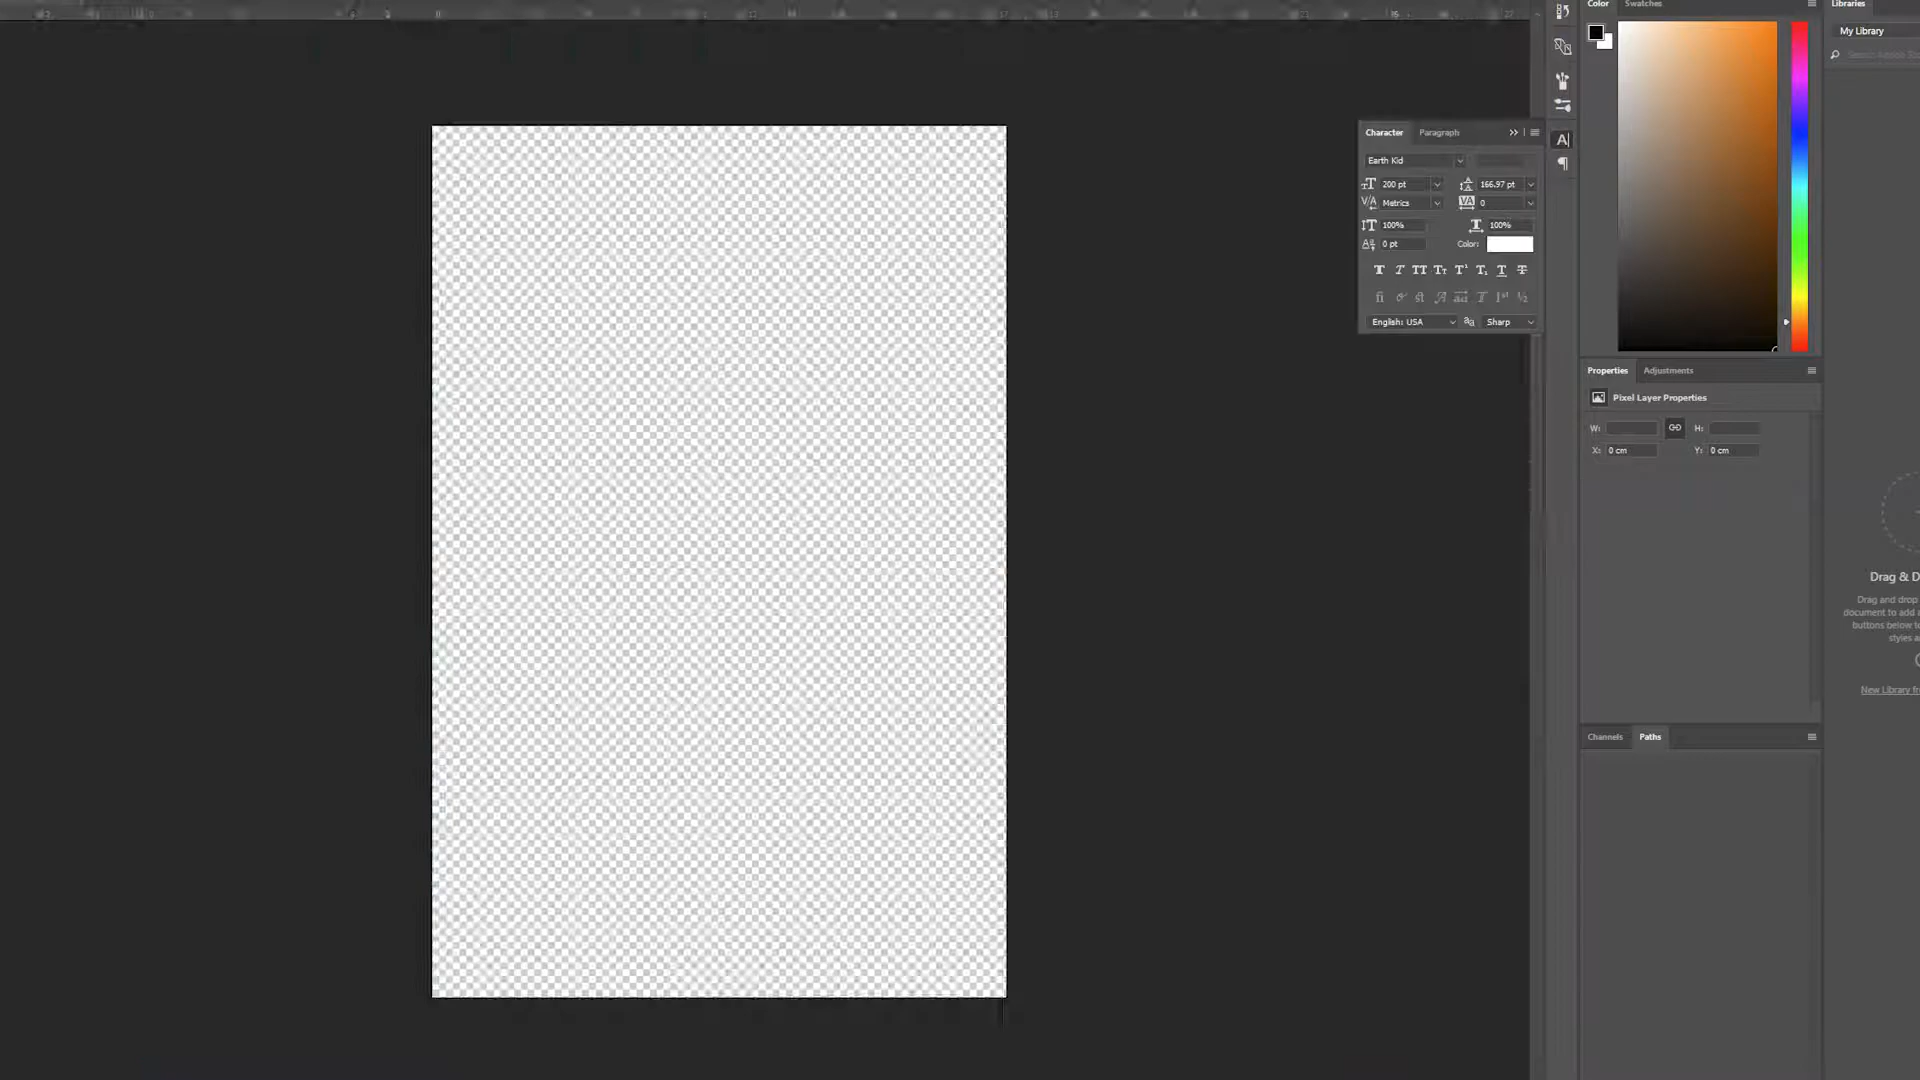 Color Swatches
Libraries
My Library
Character Paragraph
Earth Kid
200 pt 166.97 pt
Metrics 0
100% 100%
0 pt Color:
English: USA Sharp
Properties Adjustments
Pixel Layer Properties
W: H:
X: 0 cm Y: 0 cm
Drag & D
Drag and drop
document to add a
buttons below to
styles a
New Library fr
Channels Paths